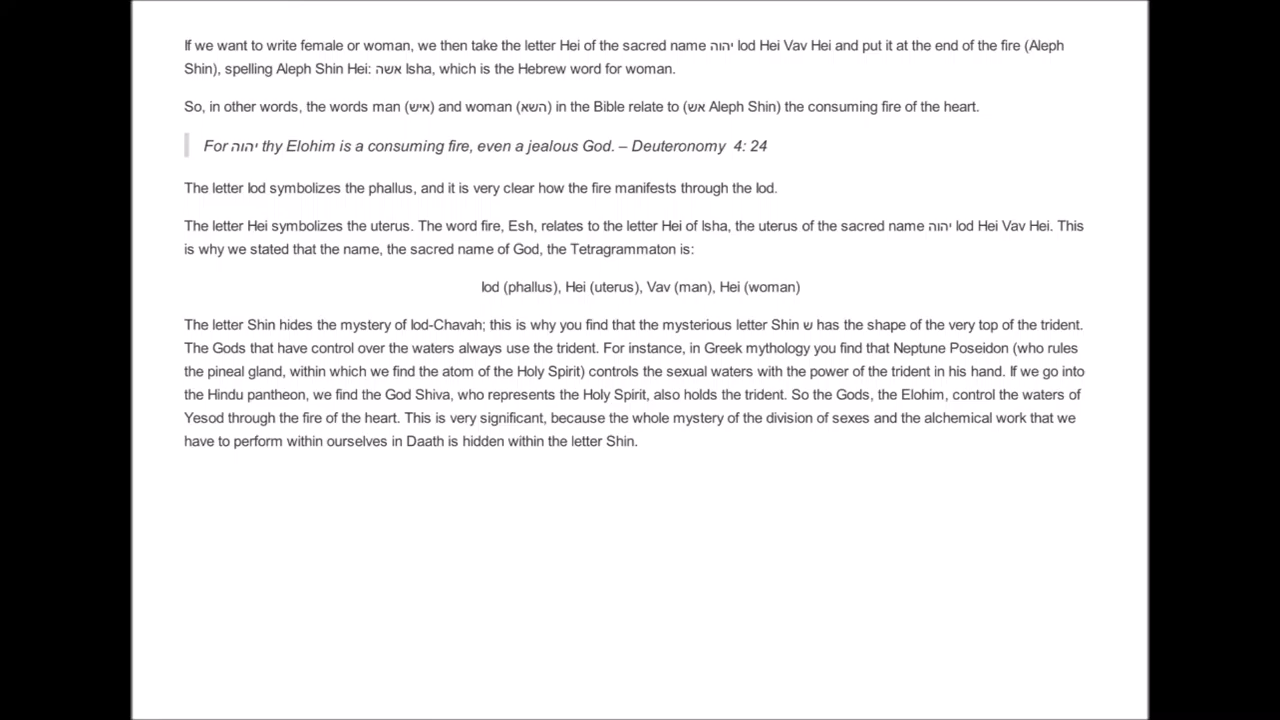 If we want to write female or woman, we then take the letter Hei of the sacred name יהוה Iod Hei Vav Hei and put it at the end of the fire (Aleph
Shin), spelling Aleph Shin Hei: אשה Isha, which is the Hebrew word for woman.
So, in other words, the words man (איש) and woman (השא) in the Bible relate to (אש Aleph Shin) the consuming fire of the heart.
For יהוה thy Elohim is a consuming fire, even a jealous God. – Deuteronomy 4: 24
The letter Iod symbolizes the phallus, and it is very clear how the fire manifests through the Iod.
The letter Hei symbolizes the uterus. The word fire, Esh, relates to the letter Hei of Isha, the uterus of the sacred name יהוה Iod Hei Vav Hei. This
is why we stated that the name, the sacred name of God, the Tetragrammaton is:
Iod (phallus), Hei (uterus), Vav (man), Hei (woman)
The letter Shin hides the mystery of Iod-Chavah; this is why you find that the mysterious letter Shin ש has the shape of the very top of the trident.
The Gods that have control over the waters always use the trident. For instance, in Greek mythology you find that Neptune Poseidon (who rules
the pineal gland, within which we find the atom of the Holy Spirit) controls the sexual waters with the power of the trident in his hand. If we go into
the Hindu pantheon, we find the God Shiva, who represents the Holy Spirit, also holds the trident. So the Gods, the Elohim, control the waters of
Yesod through the fire of the heart. This is very significant, because the whole mystery of the division of sexes and the alchemical work that we
have to perform within ourselves in Daath is hidden within the letter Shin.